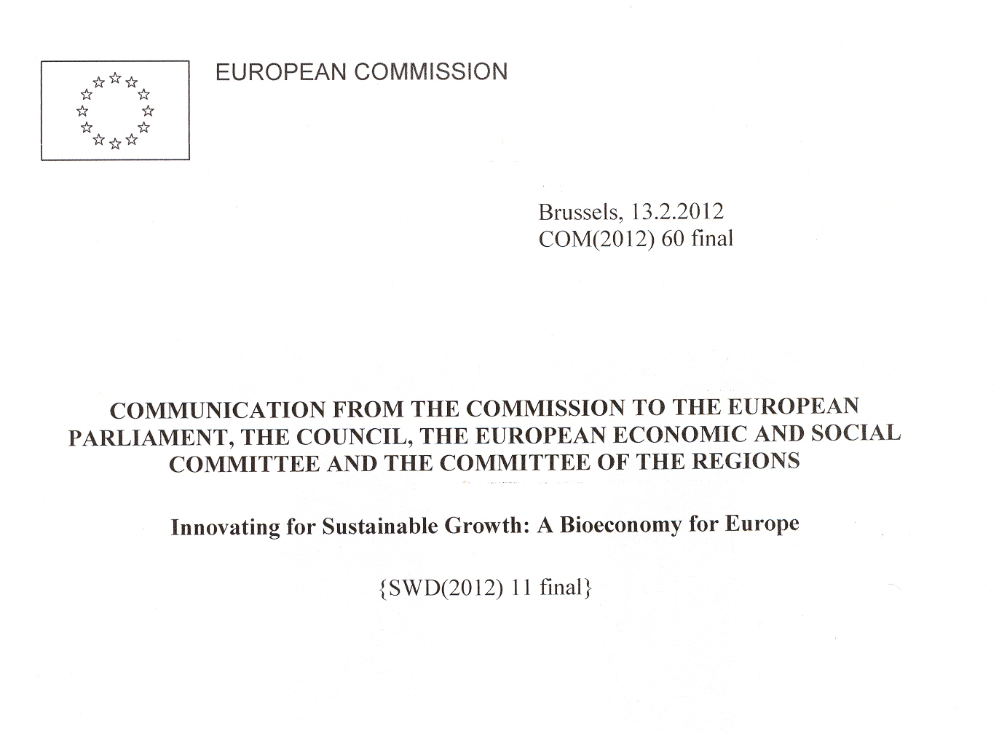 EUROPEAN COMMISSION
Brussels, 13.2.2012
COM(2012) 60 final
COMMUNICATION FROM THE COMMISSION TO THE EUROPEAN
PARLIAMENT, THE COUNCIL, THE EUROPEAN ECONOMIC AND SOCIAL
COMMITTEE AND THE COMMITTEE OF THE REGIONS
Innovating for Sustainable Growth: A Bioeconomy for Europe
{SWD(2012) 11 final}